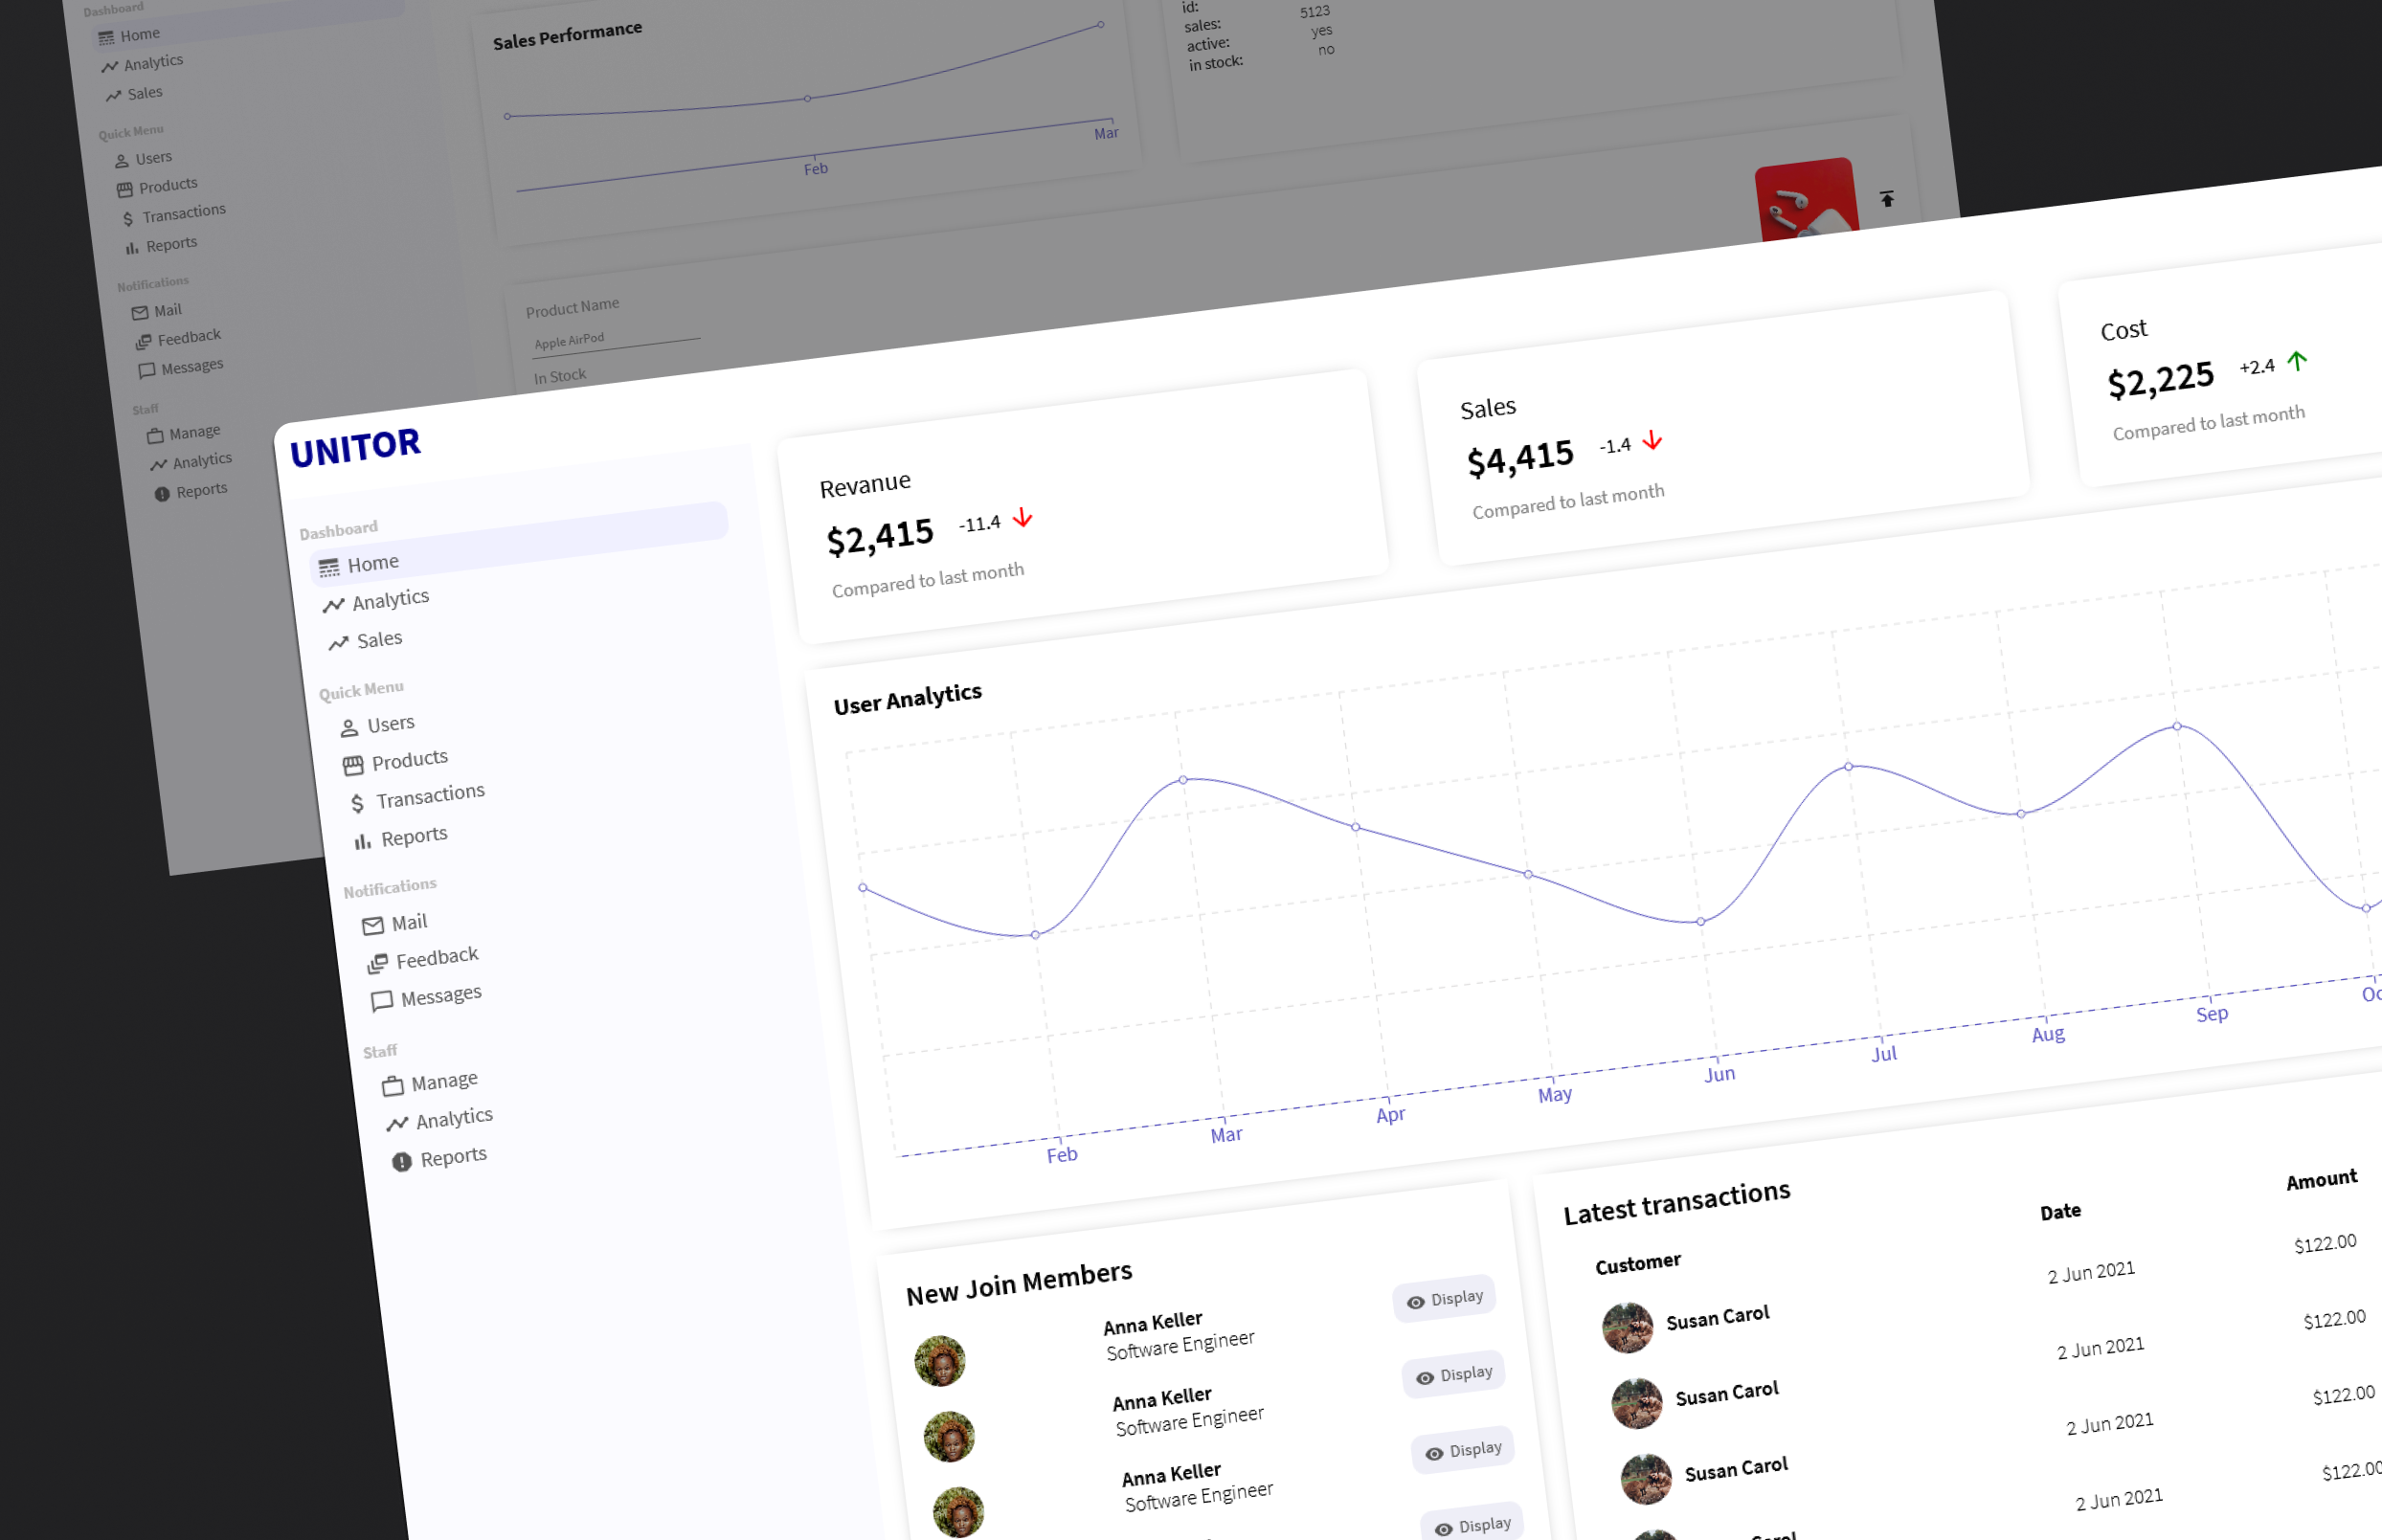 Dashboard
Home
Analytics
Sales
Quick Menu
Users
Products
Transactions
Reports
Notifications
Mail
Feedback
Messages
Staff
Manage
Analytics
Reports
Sales Performance
Feb
Mar
id:
sales: 5123
active: yes
in stock: no
Product Name
Apple AirPod
In Stock
UNITOR
Dashboard
Home
Analytics
Sales
Quick Menu
Users
Products
Transactions
Reports
Notifications
Mail
Feedback
Messages
Staff
Manage
Analytics
Reports
Revanue
$2,415 -11.4
Compared to last month
Sales
$4,415 -1.4
Compared to last month
Cost
$2,225 +2.4
Compared to last month
User Analytics
Feb Mar Apr May Jun Jul Aug Sep
New Join Members
Anna Keller
Software Engineer
Display
Anna Keller
Software Engineer
Display
Anna Keller
Software Engineer
Display
Display
Latest transactions
Customer Date Amount
Susan Carol 2 Jun 2021 $122.00
Susan Carol 2 Jun 2021 $122.00
Susan Carol 2 Jun 2021 $122.00
2 Jun 2021 $122.00